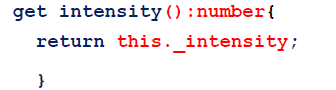 get intensity():number{
return this._intensity;
}